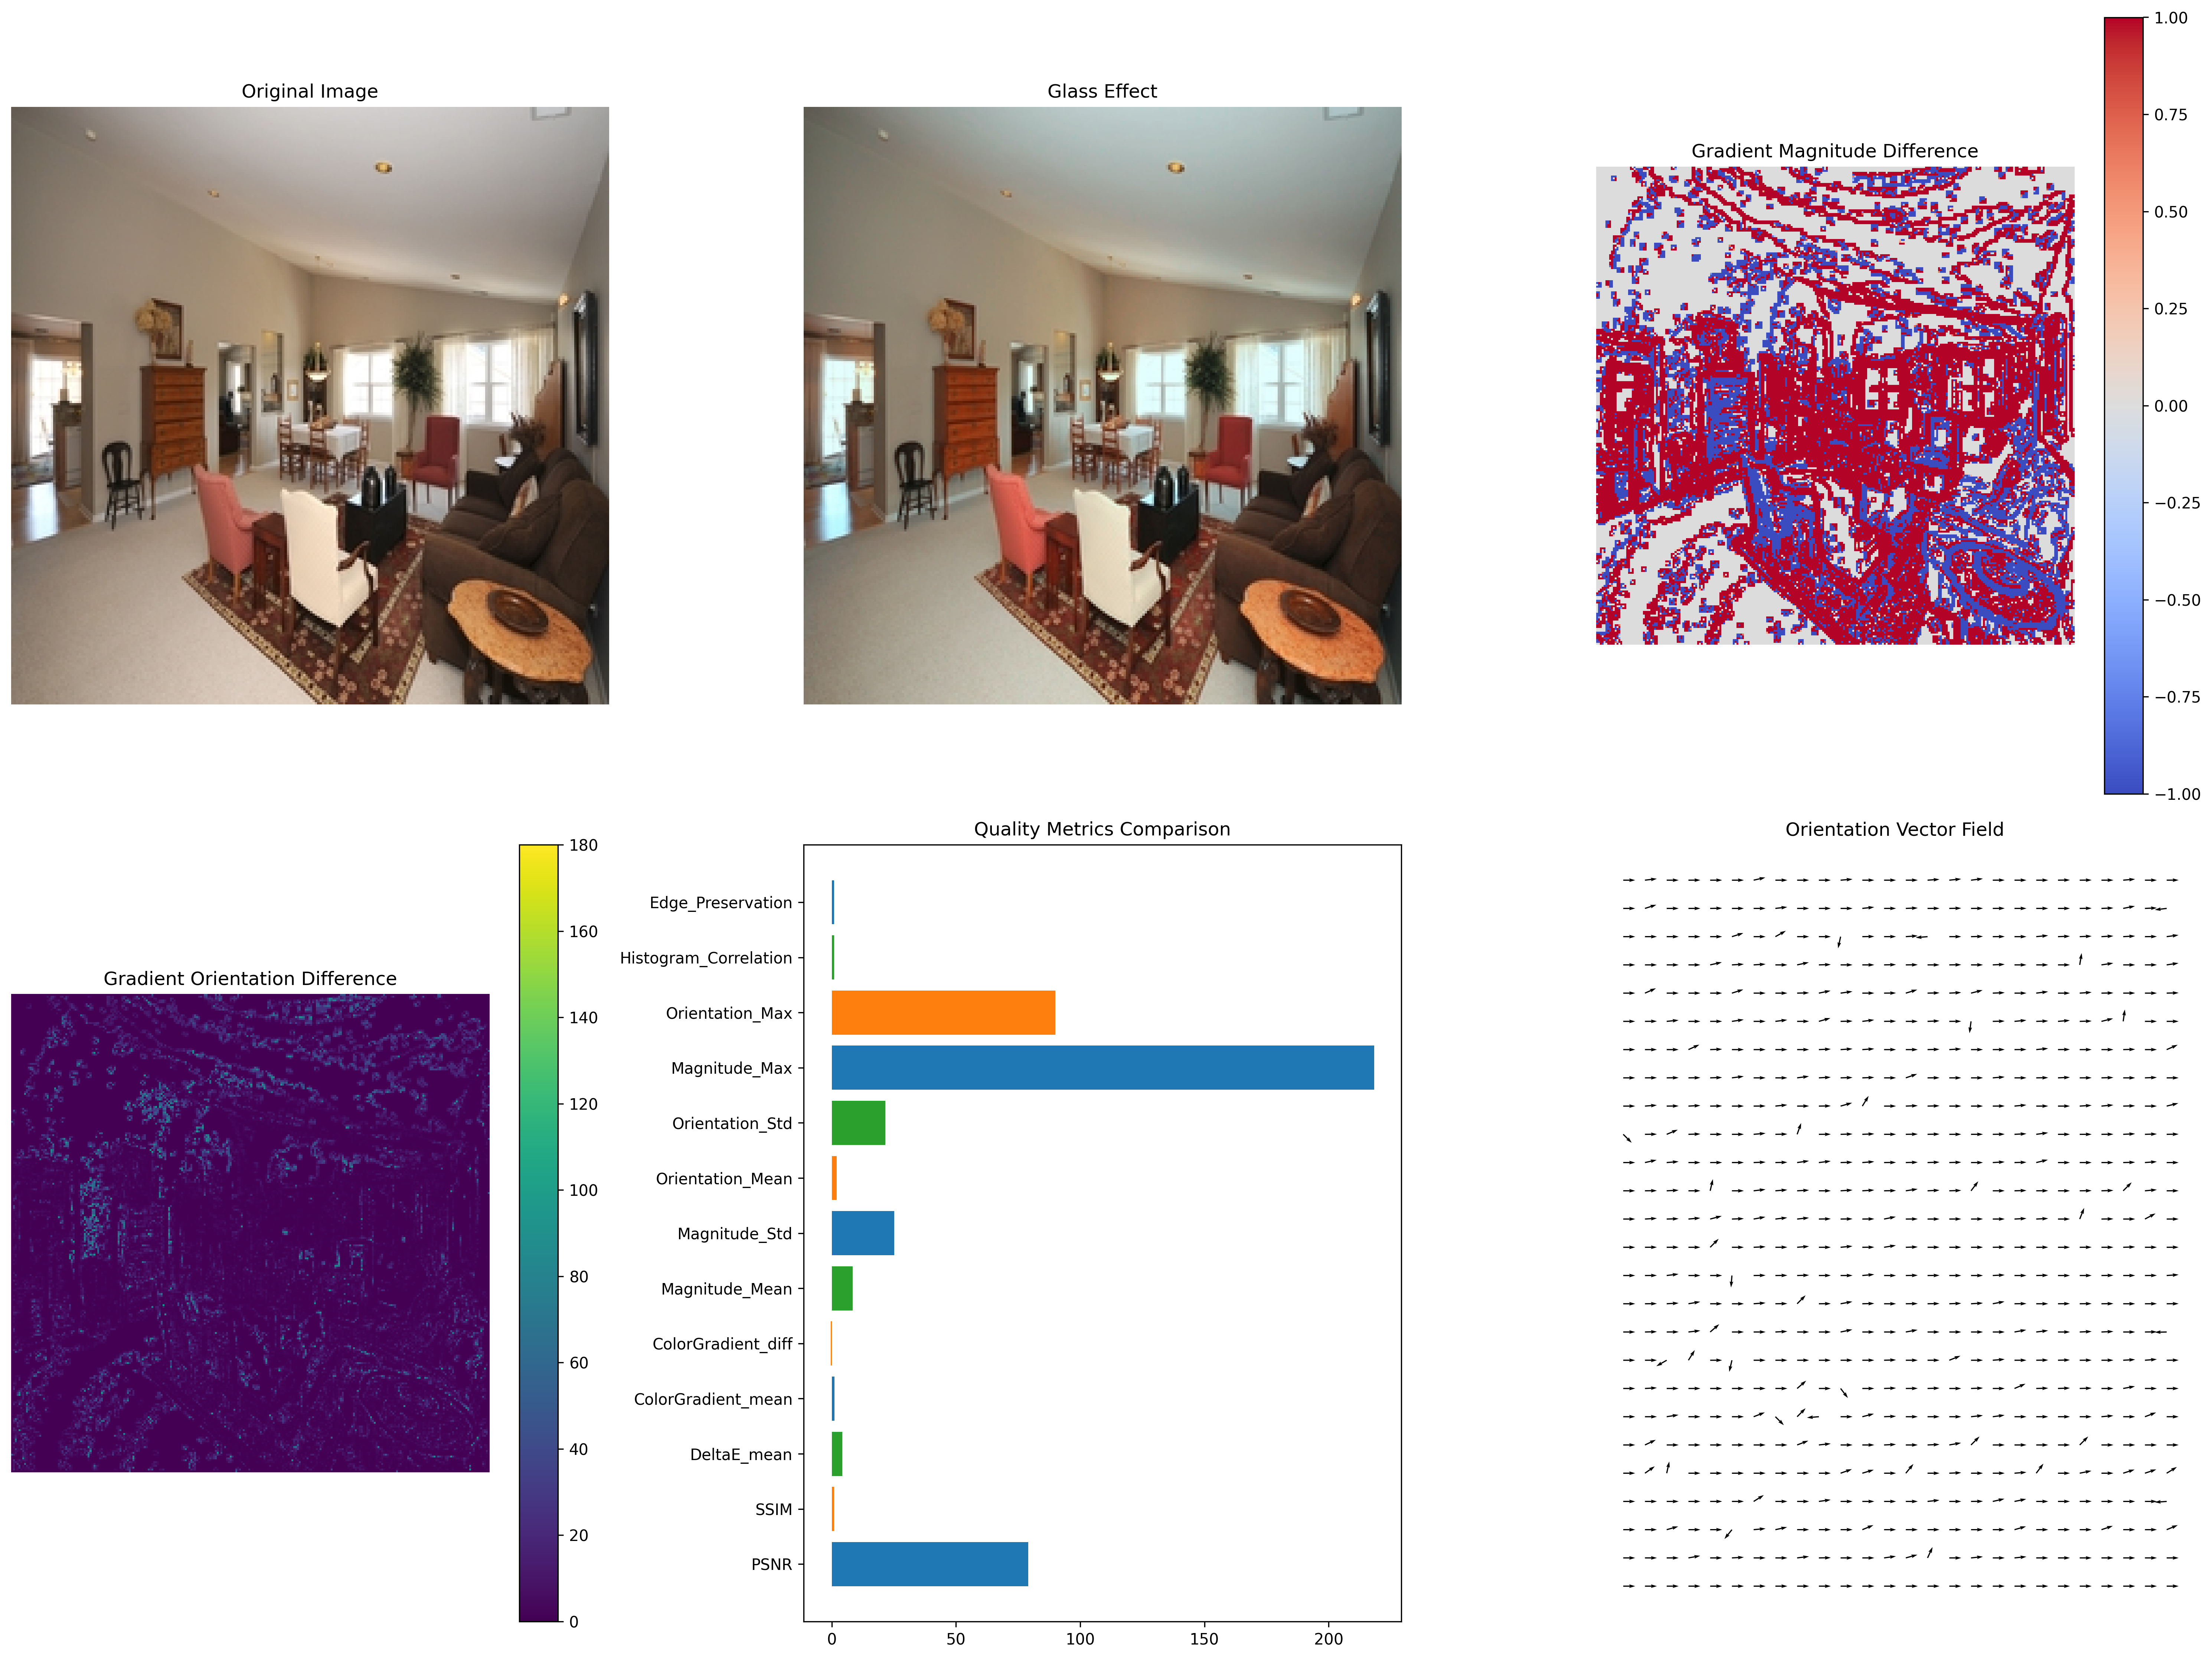 Original Image
Glass Effect
Gradient Magnitude Difference
1.00
0.75
0.50
0.25
0.00
−0.25
−0.50
−0.75
−1.00
Gradient Orientation Difference
180
160
140
120
100
80
60
40
20
0
Quality Metrics Comparison
Edge_Preservation
Histogram_Correlation
Orientation_Max
Magnitude_Max
Orientation_Std
Orientation_Mean
Magnitude_Std
Magnitude_Mean
ColorGradient_diff
ColorGradient_mean
DeltaE_mean
SSIM
PSNR
0 50 100 150 200
Orientation Vector Field